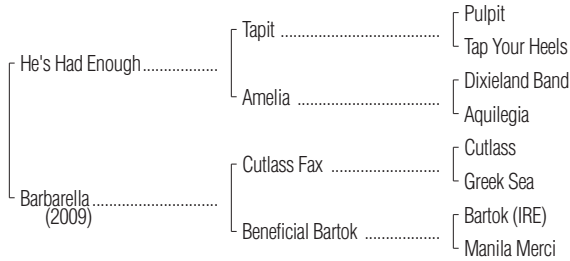 Pulpit
Tapit ....................................
Tap Your Heels
He's Had Enough .................
Dixieland Band
Amelia ................................
Aquilegia
Cutlass
Cutlass Fax ........................
Greek Sea
Barbarella ............................
(2009)
Bartok (IRE)
Beneficial Bartok .................
Manila Merci